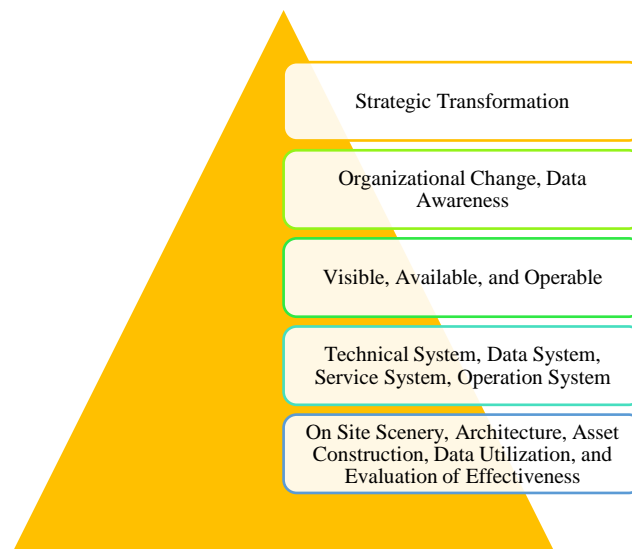 Strategic Transformation
Organizational Change, Data
Awareness
Visible, Available, and Operable
Technical System, Data System,
Service System, Operation System
On Site Scenery, Architecture, Asset
Construction, Data Utilization, and
Evaluation of Effectiveness